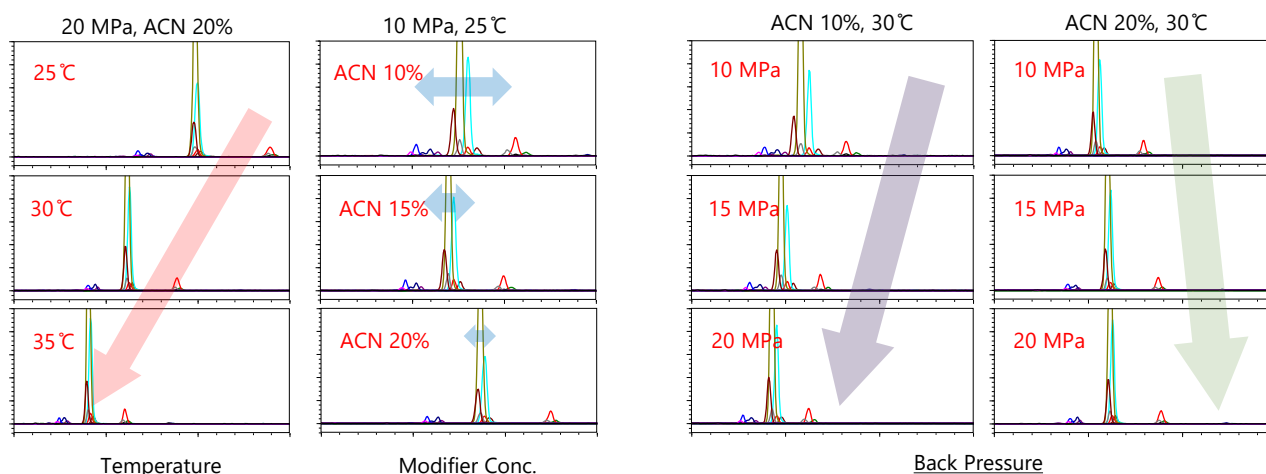 20 MPa, ACN 20%
10 MPa, 25℃
ACN 10%, 30℃
ACN 20%, 30℃
25℃
ACN 10%
10 MPa
10 MPa
30℃
ACN 15%
15 MPa
15 MPa
35℃
ACN 20%
20 MPa
20 MPa
Temperature
Modifier Conc.
Back Pressure